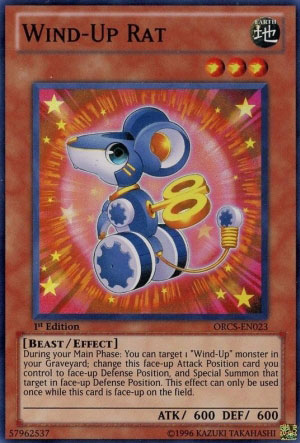 WIND-UP RAT
EARTH
地
1st Edition
ORCS-EN023
[BEAST/EFFECT]
During your Main Phase: You can target 1 "Wind-Up" monster in
your Graveyard; change this face-up Attack Position card you
control to face-up Defense Position, and Special Summon that
target in face-up Defense Position. This effect can only be used
once while this card is face-up on the field.
ATK/ 600 DEF/ 600
57962537
©1996 KAZUKI TAKAHASHI